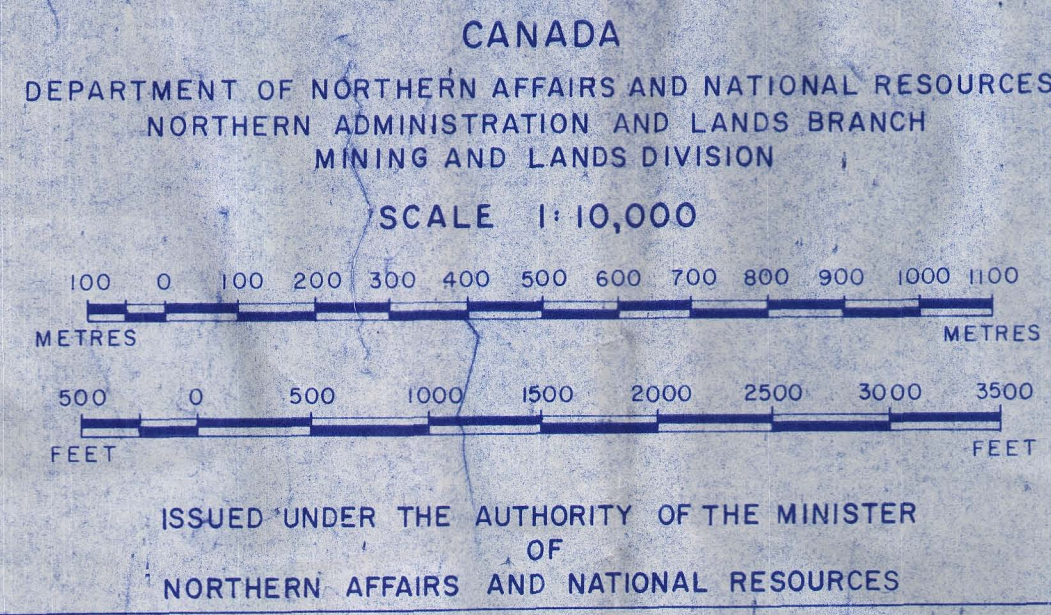 CANADA
DEPARTMENT OF NORTHERN AFFAIRS AND NATIONAL RESOURCES
NORTHERN ADMINISTRATION AND LANDS BRANCH
MINING AND LANDS DIVISION
SCALE 1:10,000
100 0 100 200 300 400 500 600 700 800 900 1000 1100
METRES METRES
500 0 500 1000 1500 2000 2500 3000 3500
FEET FEET
ISSUED UNDER THE AUTHORITY OF THE MINISTER
OF
NORTHERN AFFAIRS AND NATIONAL RESOURCES